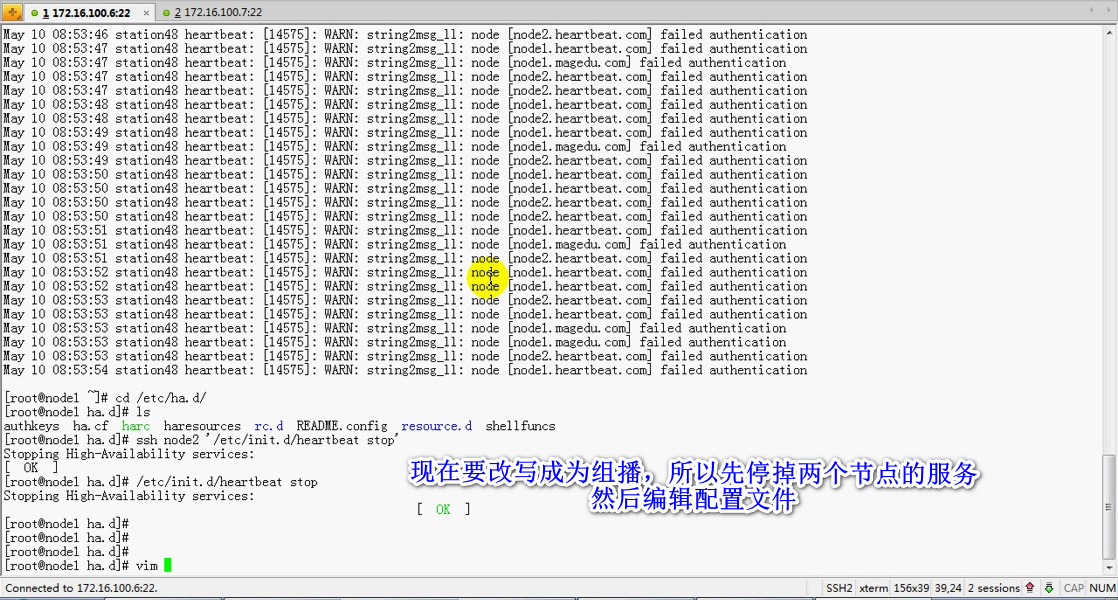 1 172.16.100.6:22 × 2 172.16.100.7:22
May 10 08:53:46 station48 heartbeat: [14575]: WARN: string2msg_ll: node [node2.heartbeat.com] failed authentication
May 10 08:53:47 station48 heartbeat: [14575]: WARN: string2msg_ll: node [node1.heartbeat.com] failed authentication
May 10 08:53:47 station48 heartbeat: [14575]: WARN: string2msg_ll: node [node1.magedu.com] failed authentication
May 10 08:53:47 station48 heartbeat: [14575]: WARN: string2msg_ll: node [node2.heartbeat.com] failed authentication
May 10 08:53:47 station48 heartbeat: [14575]: WARN: string2msg_ll: node [node1.heartbeat.com] failed authentication
May 10 08:53:48 station48 heartbeat: [14575]: WARN: string2msg_ll: node [node2.heartbeat.com] failed authentication
May 10 08:53:48 station48 heartbeat: [14575]: WARN: string2msg_ll: node [node1.heartbeat.com] failed authentication
May 10 08:53:49 station48 heartbeat: [14575]: WARN: string2msg_ll: node [node1.heartbeat.com] failed authentication
May 10 08:53:49 station48 heartbeat: [14575]: WARN: string2msg_ll: node [node1.magedu.com] failed authentication
May 10 08:53:49 station48 heartbeat: [14575]: WARN: string2msg_ll: node [node2.heartbeat.com] failed authentication
May 10 08:53:50 station48 heartbeat: [14575]: WARN: string2msg_ll: node [node1.heartbeat.com] failed authentication
May 10 08:53:50 station48 heartbeat: [14575]: WARN: string2msg_ll: node [node2.heartbeat.com] failed authentication
May 10 08:53:50 station48 heartbeat: [14575]: WARN: string2msg_ll: node [node1.heartbeat.com] failed authentication
May 10 08:53:50 station48 heartbeat: [14575]: WARN: string2msg_ll: node [node2.heartbeat.com] failed authentication
May 10 08:53:51 station48 heartbeat: [14575]: WARN: string2msg_ll: node [node1.heartbeat.com] failed authentication
May 10 08:53:51 station48 heartbeat: [14575]: WARN: string2msg_ll: node [node1.magedu.com] failed authentication
May 10 08:53:51 station48 heartbeat: [14575]: WARN: string2msg_ll: node [node2.heartbeat.com] failed authentication
May 10 08:53:52 station48 heartbeat: [14575]: WARN: string2msg_ll: node [node1.heartbeat.com] failed authentication
May 10 08:53:52 station48 heartbeat: [14575]: WARN: string2msg_ll: node [node1.heartbeat.com] failed authentication
May 10 08:53:53 station48 heartbeat: [14575]: WARN: string2msg_ll: node [node2.heartbeat.com] failed authentication
May 10 08:53:53 station48 heartbeat: [14575]: WARN: string2msg_ll: node [node1.heartbeat.com] failed authentication
May 10 08:53:53 station48 heartbeat: [14575]: WARN: string2msg_ll: node [node1.magedu.com] failed authentication
May 10 08:53:53 station48 heartbeat: [14575]: WARN: string2msg_ll: node [node1.magedu.com] failed authentication
May 10 08:53:53 station48 heartbeat: [14575]: WARN: string2msg_ll: node [node2.heartbeat.com] failed authentication
May 10 08:53:54 station48 heartbeat: [14575]: WARN: string2msg_ll: node [node1.heartbeat.com] failed authentication
[root@node1 ~]# cd /etc/ha.d/
[root@node1 ha.d]# ls
authkeys ha.cf harc haresources rc.d README.config resource.d shellfuncs
[root@node1 ha.d]# ssh node2 '/etc/init.d/heartbeat stop'
Stopping High-Availability services:
[ OK ]
[root@node1 ha.d]# /etc/init.d/heartbeat stop
Stopping High-Availability services:
[ OK ]
现在要改写成为组播，所以先停掉两个节点的服务
然后编辑配置文件
[root@node1 ha.d]#
[root@node1 ha.d]#
[root@node1 ha.d]#
[root@node1 ha.d]# vim
Connected to 172.16.100.6:22. SSH2 xterm 156x39 39,24 2 sessions CAP NUM